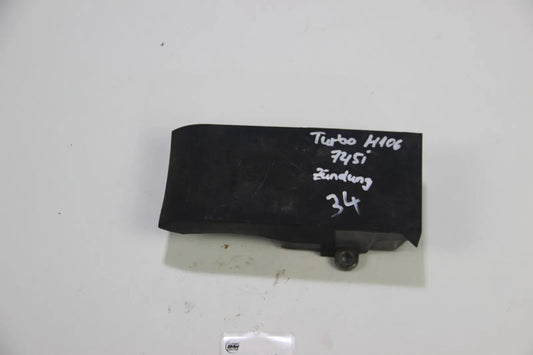 Turbo M106
745i
Zündung
34